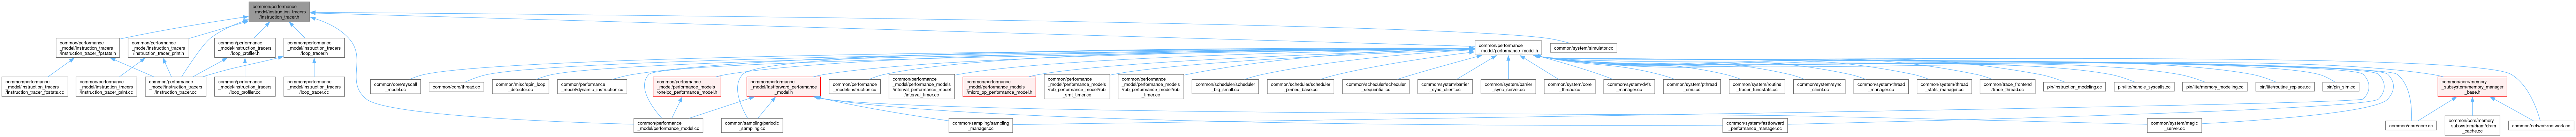 common/performance
_model/instruction_tracers
/instruction_tracer.h
common/performance
_model/instruction_tracers
/instruction_tracer_fpstats.h
common/performance
_model/instruction_tracers
/instruction_tracer_print.h
common/performance
_model/instruction_tracers
/loop_profiler.h
common/performance
_model/instruction_tracers
/loop_tracer.h
common/performance
_model/performance_model.h
common/system/simulator.cc
common/performance
_model/instruction_tracers
/instruction_tracer_fpstats.cc
common/performance
_model/instruction_tracers
/instruction_tracer_print.cc
common/performance
_model/instruction_tracers
/instruction_tracer.cc
common/performance
_model/instruction_tracers
/loop_profiler.cc
common/performance
_model/instruction_tracers
/loop_tracer.cc
common/core/syscall
_model.cc
common/core/thread.cc
common/misc/spin_loop
_detector.cc
common/performance
_model/dynamic_instruction.cc
common/performance
_model/performance_models
/oneipc_performance_model.h
common/performance
_model/fastforward_performance
_model.h
common/performance
_model/instruction.cc
common/performance
_model/performance_models
/interval_performance_model
/interval_timer.cc
common/performance
_model/performance_models
/micro_op_performance_model.h
common/performance
_model/performance_models
/rob_performance_model/rob
_smt_timer.cc
common/performance
_model/performance_models
/rob_performance_model/rob
_timer.cc
common/scheduler/scheduler
_big_small.cc
common/scheduler/scheduler
_pinned_base.cc
common/scheduler/scheduler
_sequential.cc
common/system/barrier
_sync_client.cc
common/system/barrier
_sync_server.cc
common/system/core
_thread.cc
common/system/dvfs
_manager.cc
common/system/pthread
_emu.cc
common/system/routine
_tracer_funcstats.cc
common/system/sync
_client.cc
common/system/thread
_manager.cc
common/system/thread
_stats_manager.cc
common/trace_frontend
/trace_thread.cc
pin/instruction_modeling.cc
pin/lite/handle_syscalls.cc
pin/lite/memory_modeling.cc
pin/lite/routine_replace.cc
pin/pin_sim.cc
common/core/memory
_subsystem/memory_manager
_base.h
common/performance
_model/performance_model.cc
common/sampling/periodic
_sampling.cc
common/sampling/sampling
_manager.cc
common/system/fastforward
_performance_manager.cc
common/system/magic
_server.cc
common/core/core.cc
common/core/memory
_subsystem/dram/dram
_cache.cc
common/network/network.cc